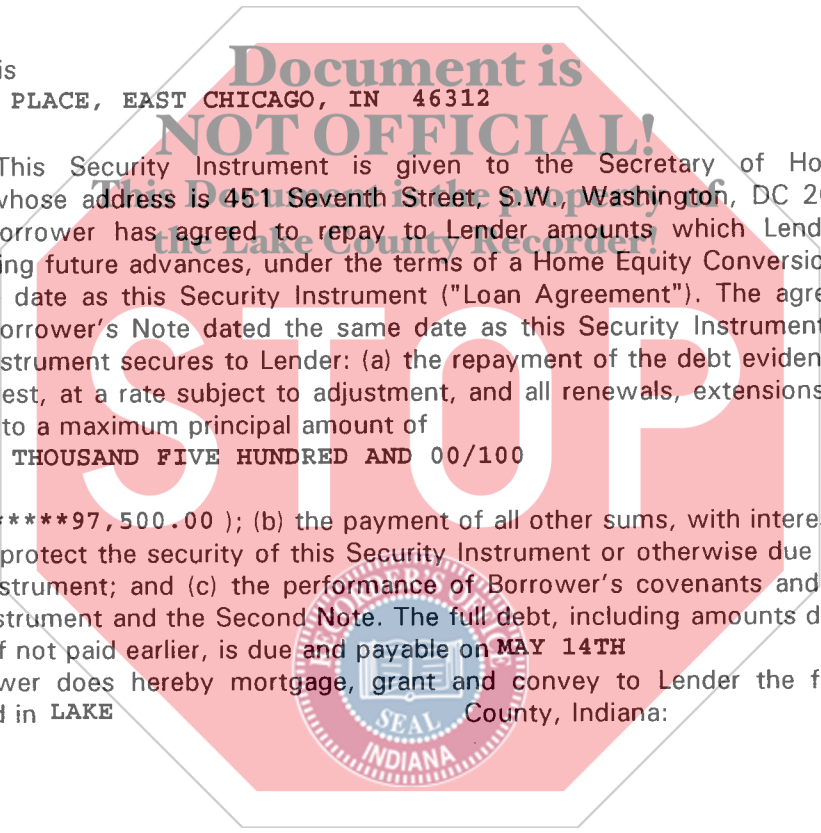 is
Document is
PLACE, EAST CHICAGO, IN 46312
NOT OFFICIAL!
This Security Instrument is given to the Secretary of Ho
This Document is the property of
whose address is 451 Seventh Street, S.W., Washington, DC 2
orrower has agreed to repay to Lender amounts which Lend
the Lake County Recorder!
ing future advances, under the terms of a Home Equity Conversio
date as this Security Instrument ("Loan Agreement"). The agre
orrower's Note dated the same date as this Security Instrument
strument secures to Lender: (a) the repayment of the debt eviden
est, at a rate subject to adjustment, and all renewals, extensions
to a maximum principal amount of
THOUSAND FIVE HUNDRED AND 00/100
STOP
*****97,500.00 ); (b) the payment of all other sums, with intere
protect the security of this Security Instrument or otherwise due
strument; and (c) the performance of Borrower's covenants and
strument and the Second Note. The full debt, including amounts d
f not paid earlier, is due and payable on MAY 14TH
wer does hereby mortgage, grant and convey to Lender the f
d in LAKE County, Indiana:
RECORDER'S OFFICE
SEAL
INDIANA